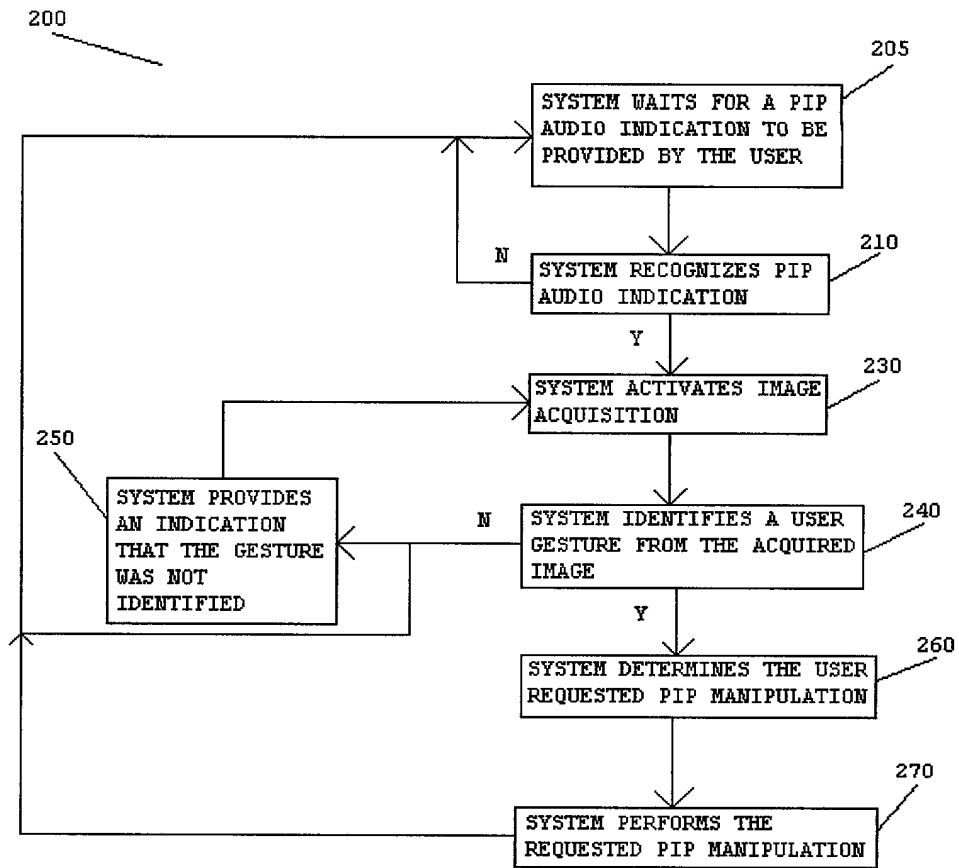 200
205
SYSTEM WAITS FOR A PIP
AUDIO INDICATION TO BE
PROVIDED BY THE USER
N
210
SYSTEM RECOGNIZES PIP
AUDIO INDICATION
Y
230
SYSTEM ACTIVATES IMAGE
ACQUISITION
250
SYSTEM PROVIDES
AN INDICATION
THAT THE GESTURE
WAS NOT
IDENTIFIED
N
240
SYSTEM IDENTIFIES A USER
GESTURE FROM THE ACQUIRED
IMAGE
Y
260
SYSTEM DETERMINES THE USER
REQUESTED PIP MANIPULATION
270
SYSTEM PERFORMS THE
REQUESTED PIP MANIPULATION